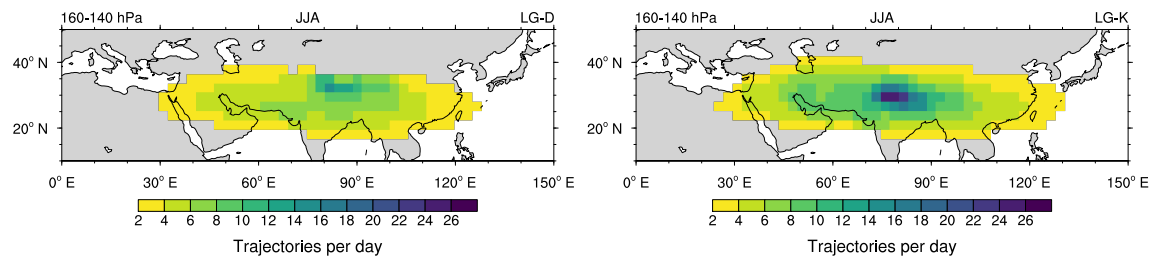 160-140 hPa JJA LG-D
40° N
20° N
0° E 30° E 60° E 90° E 120° E 150° E
2 4 6 8 10 12 14 16 18 20 22 24 26
Trajectories per day
160-140 hPa JJA LG-K
40° N
20° N
0° E 30° E 60° E 90° E 120° E 150° E
2 4 6 8 10 12 14 16 18 20 22 24 26
Trajectories per day